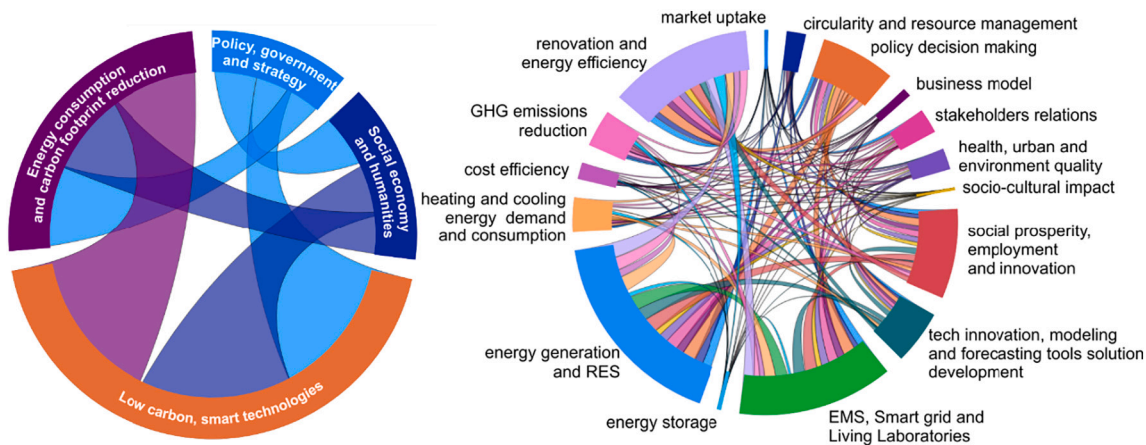 Energy consumption
and carbon footprint reduction
Policy, government
and strategy
Social economy
and humanities
Low carbon, smart technologies
market uptake
circularity and resource management
renovation and
energy efficiency
policy decision making
business model
GHG emissions
reduction
stakeholders relations
cost efficiency
health, urban and
environment quality
heating and cooling
energy demand
and consumption
socio-cultural impact
social prosperity,
employment
and innovation
energy generation
and RES
tech innovation, modeling
and forecasting tools solution
development
energy storage
EMS, Smart grid and
Living Laboratories